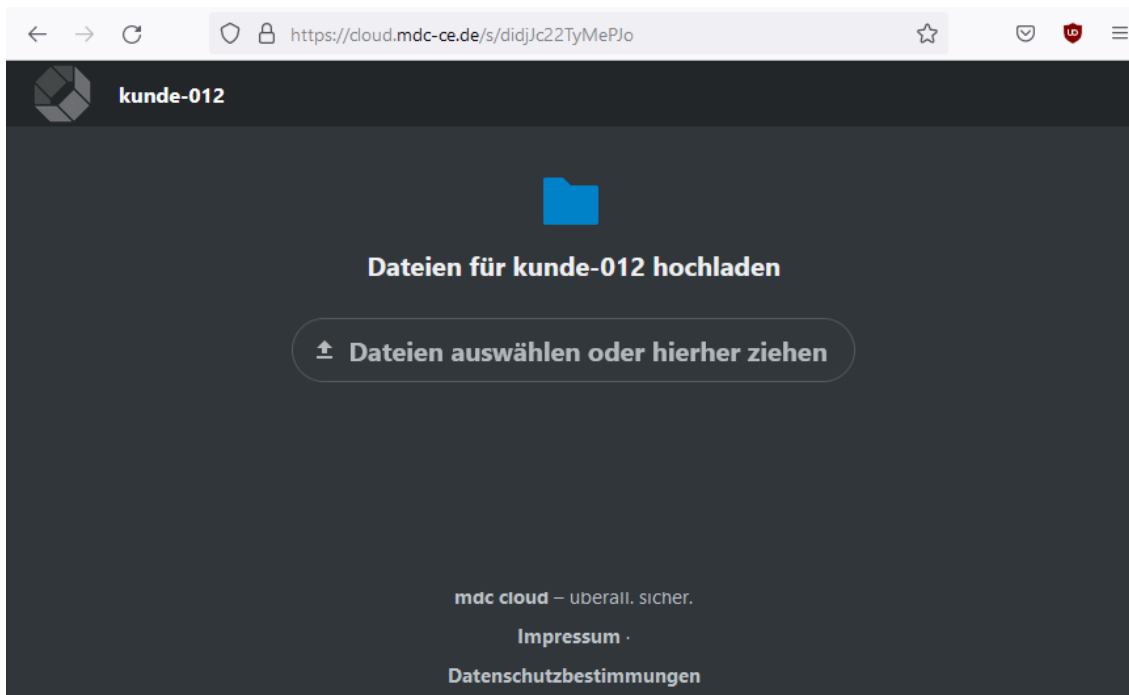 https://cloud.mdc-ce.de/s/didjJc22TyMePJo
kunde-012
Dateien für kunde-012 hochladen
Dateien auswählen oder hierher ziehen
mdc cloud – überall. sicher.
Impressum ·
Datenschutzbestimmungen